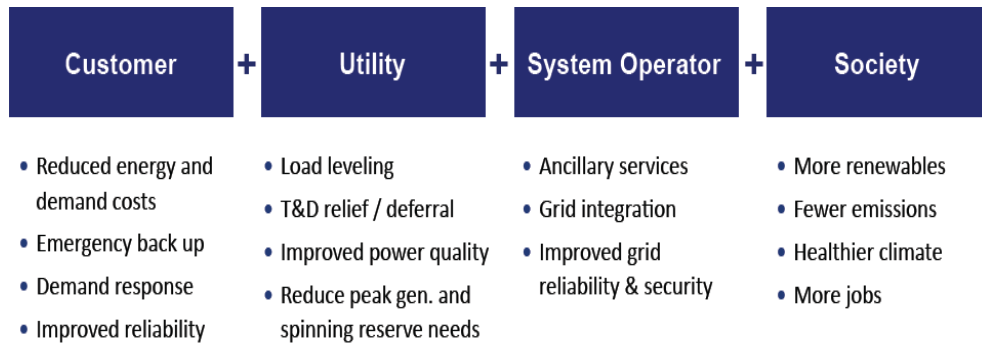 Customer + Utility + System Operator + Society
• Reduced energy and
demand costs
• Emergency back up
• Demand response
• Improved reliability
• Load leveling
• T&D relief / deferral
• Improved power quality
• Reduce peak gen. and
spinning reserve needs
• Ancillary services
• Grid integration
• Improved grid
reliability & security
• More renewables
• Fewer emissions
• Healthier climate
• More jobs